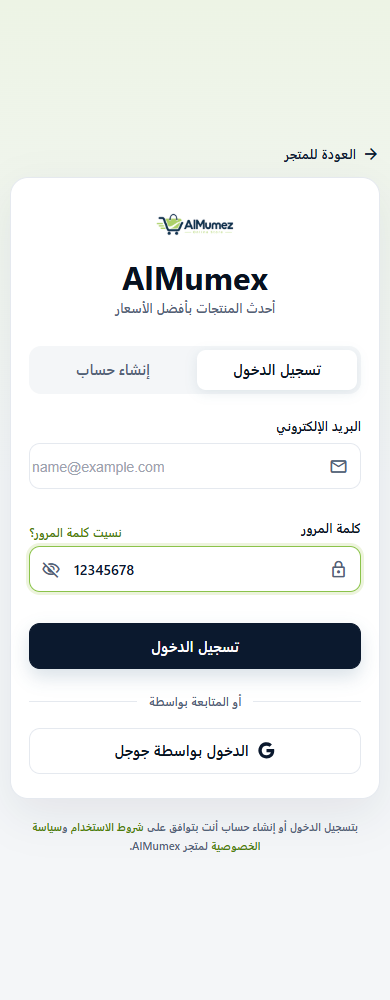 العودة للمتجر
AlMumez
AlMumex
أحدث المنتجات بأفضل الأسعار
تسجيل الدخول
إنشاء حساب
البريد الإلكتروني
name@example.com
كلمة المرور
نسيت كلمة المرور؟
12345678
تسجيل الدخول
أو المتابعة بواسطة
الدخول بواسطة جوجل
بتسجيل الدخول أو إنشاء حساب أنت بتوافق على شروط الاستخدام وسياسة
الخصوصية لمتجر AlMumex.